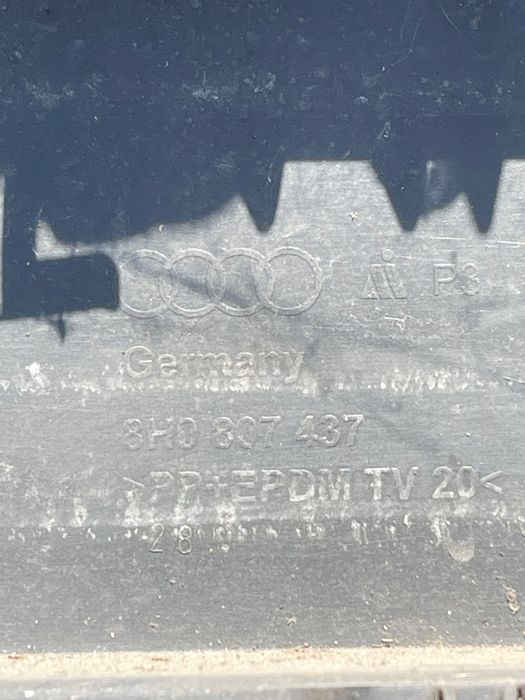 P3
Germany
8H0 807 437
>PP+EPDM TV 20<
28